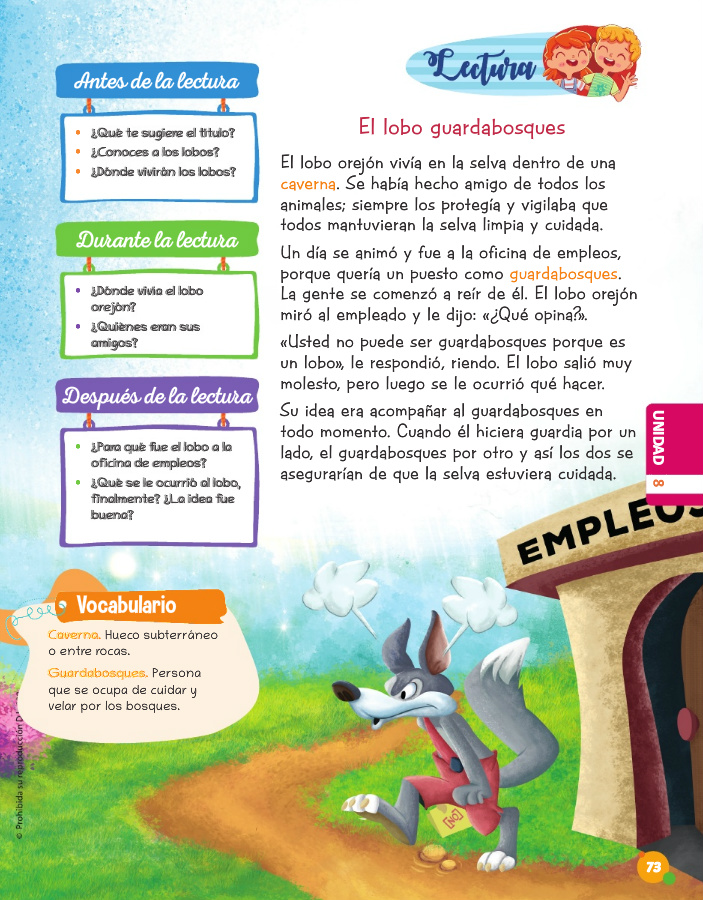 Lectura
Antes de la lectura
• ¿Qué te sugiere el título?
• ¿Conoces a los lobos?
• ¿Dónde vivirán los lobos?
Durante la lectura
• ¿Dónde vivía el lobo
orejón?
• ¿Quiénes eran sus
amigos?
Después de la lectura
• ¿Para qué fue el lobo a la
oficina de empleos?
• ¿Qué se le ocurrió al lobo,
finalmente? ¿La idea fue
buena?
El lobo guardabosques
El lobo orejón vivía en la selva dentro de una
caverna. Se había hecho amigo de todos los
animales; siempre los protegía y vigilaba que
todos mantuvieran la selva limpia y cuidada.
Un día se animó y fue a la oficina de empleos,
porque quería un puesto como guardabosques.
La gente se comenzó a reír de él. El lobo orejón
miró al empleado y le dijo: «¿Qué opina?».
«Usted no puede ser guardabosques porque es
un lobo», le respondió, riendo. El lobo salió muy
molesto, pero luego se le ocurrió qué hacer.
Su idea era acompañar al guardabosques en
todo momento. Cuando él hiciera guardia por un
lado, el guardabosques por otro y así los dos se
asegurarían de que la selva estuviera cuidada.
UNIDAD 8
EMPLEOS
Vocabulario
Caverna. Hueco subterráneo
o entre rocas.
Guardabosques. Persona
que se ocupa de cuidar y
velar por los bosques.
NO
© Prohibida su reproducción
73